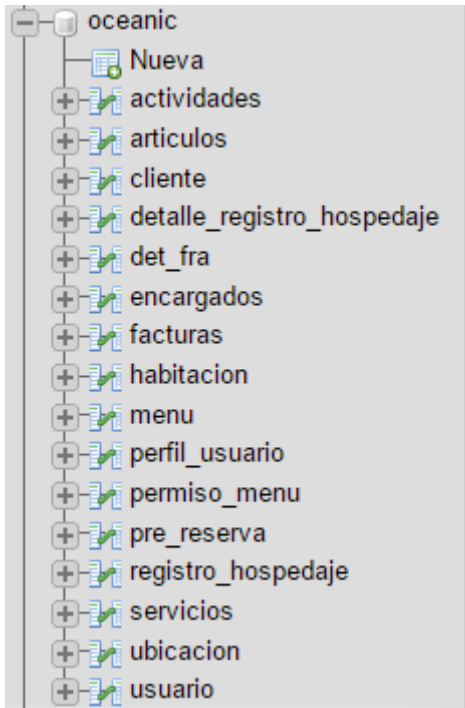 oceanic
Nueva
actividades
articulos
cliente
detalle_registro_hospedaje
det_fra
encargados
facturas
habitacion
menu
perfil_usuario
permiso_menu
pre_reserva
registro_hospedaje
servicios
ubicacion
usuario